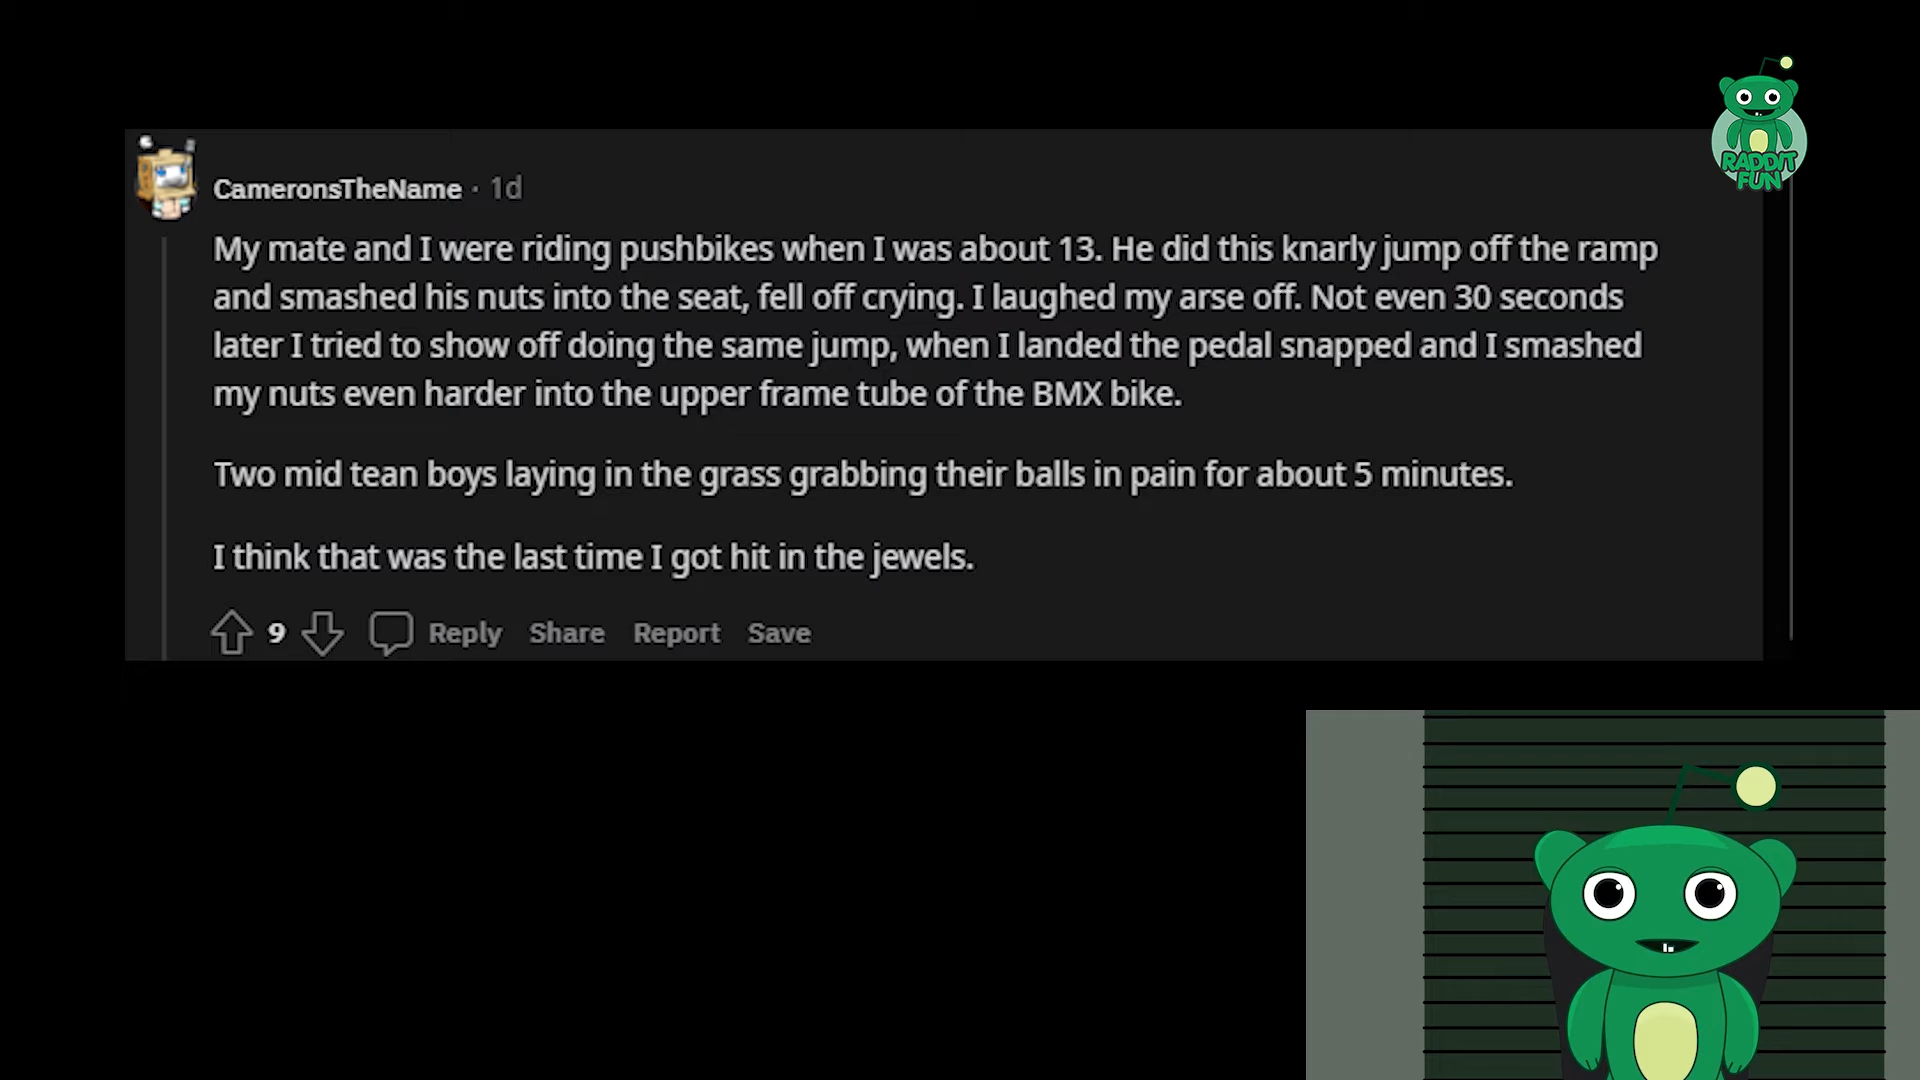 RADDIT
FUN
CameronsTheName · 1d
My mate and I were riding pushbikes when I was about 13. He did this knarly jump off the ramp
and smashed his nuts into the seat, fell off crying. I laughed my arse off. Not even 30 seconds
later I tried to show off doing the same jump, when I landed the pedal snapped and I smashed
my nuts even harder into the upper frame tube of the BMX bike.
Two mid tean boys laying in the grass grabbing their balls in pain for about 5 minutes.
I think that was the last time I got hit in the jewels.
9 Reply Share Report Save